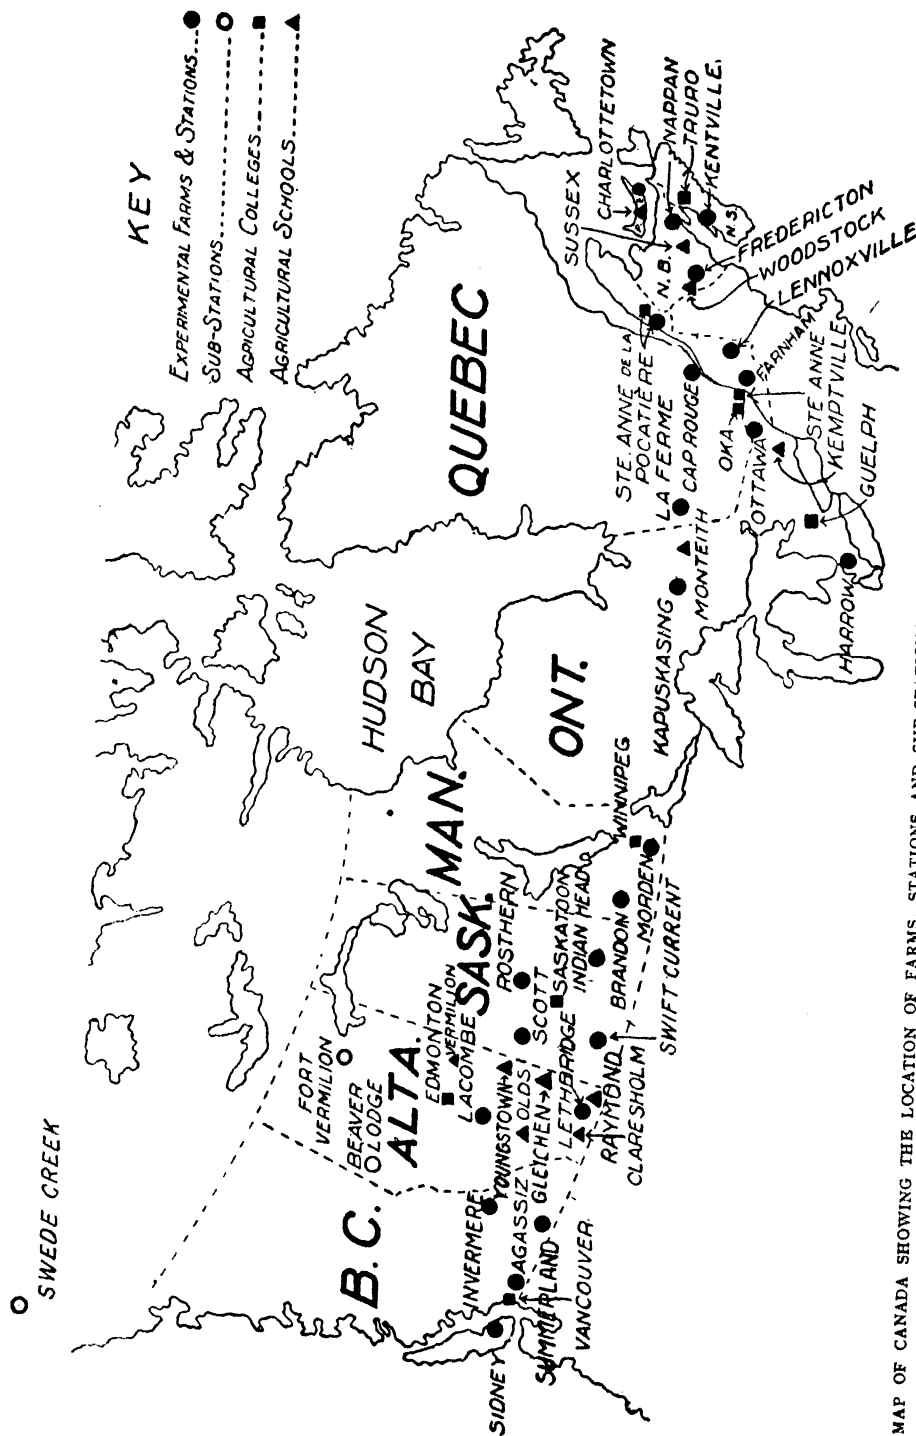 KEY
EXPERIMENTAL FARMS & STATIONS
SUB-STATIONS
AGRICULTURAL COLLEGES
AGRICULTURAL SCHOOLS
SWEDE CREEK
HUDSON
BAY
QUEBEC
B.C.
ALTA.
SASK.
MAN.
ONT.
N.B.
N.S.
FORT
VERMILION
BEAVER
LODGE
EDMONTON
VERMILION
LACOMBE
YOUNGSTOWN
OLDS
GLEICHEN
LETHBRIDGE
RAYMOND
CLARESHOLM
INVERMERE
AGASSIZ
SUMMERLAND
VANCOUVER
SIDNEY
ROSTHERN
SCOTT
SASKATOON
INDIAN HEAD
SWIFT CURRENT
BRANDON
MORDEN
WINNIPEG
KAPUSKASING
MONTEITH
LA FERME
CAP ROUGE
STE. ANNE DE LA
POCATIÈRE
OKA
OTTAWA
FARNHAM
STE ANNE
KEMPTVILLE
GUELPH
HARROW
SUSSEX
CHARLOTTETOWN
NAPPAN
TRURO
KENTVILLE.
FREDERICTON
WOODSTOCK
LENNOXVILLE
MAP OF CANADA SHOWING THE LOCATION OF FARMS, STATIONS AND